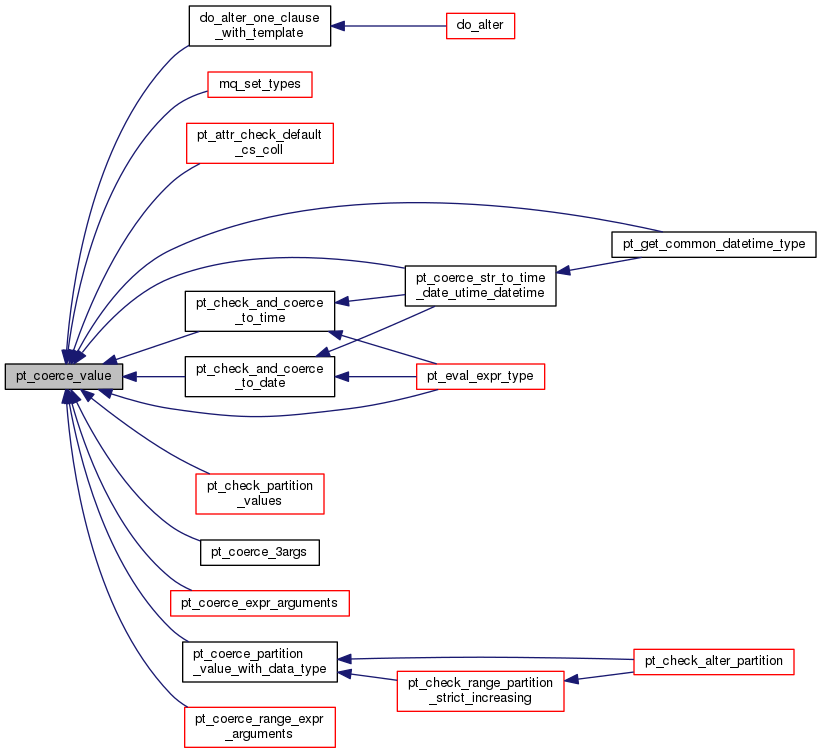 do_alter_one_clause
_with_template
do_alter
mq_set_types
pt_attr_check_default
_cs_coll
pt_get_common_datetime_type
pt_coerce_str_to_time
_date_utime_datetime
pt_check_and_coerce
_to_time
pt_coerce_value
pt_check_and_coerce
_to_date
pt_eval_expr_type
pt_check_partition
_values
pt_coerce_3args
pt_coerce_expr_arguments
pt_coerce_partition
_value_with_data_type
pt_check_alter_partition
pt_check_range_partition
_strict_increasing
pt_coerce_range_expr
_arguments